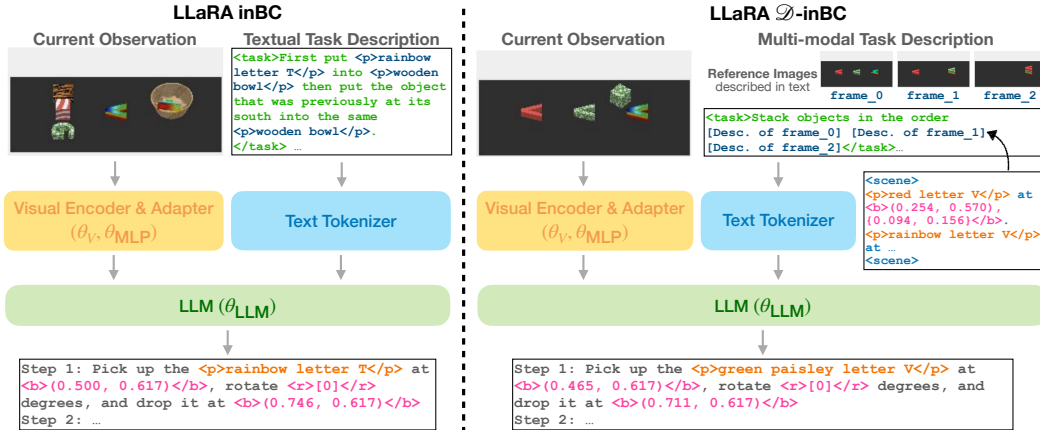 LLaRA inBC
Current Observation
Textual Task Description
<task>First put <p>rainbow
letter T</p> into <p>wooden
bowl</p> then put the object
that was previously at its
south into the same
<p>wooden bowl</p>.
</task> …
Visual Encoder & Adapter
(θV, θMLP)
Text Tokenizer
LLM (θLLM)
Step 1: Pick up the <p>rainbow letter T</p> at
<b>(0.500, 0.617)</b>, rotate <r>[0]</r>
degrees, and drop it at <b>(0.746, 0.617)</b>
Step 2: …
LLaRA 𝒟-inBC
Current Observation
Multi-modal Task Description
Reference Images
described in text
frame_0
frame_1
frame_2
<task>Stack objects in the order
[Desc. of frame_0] [Desc. of frame_1]
[Desc. of frame_2]</task>…
<scene>
<p>red letter V</p> at
<b>(0.254, 0.570),
{0.094, 0.156}</b>.
<p>rainbow letter V</p>
at …
<scene>
Visual Encoder & Adapter
(θV, θMLP)
Text Tokenizer
LLM (θLLM)
Step 1: Pick up the <p>green paisley letter V</p> at
<b>(0.465, 0.617)</b>, rotate <r>[0]</r> degrees, and
drop it at <b>(0.711, 0.617)</b>
Step 2: …